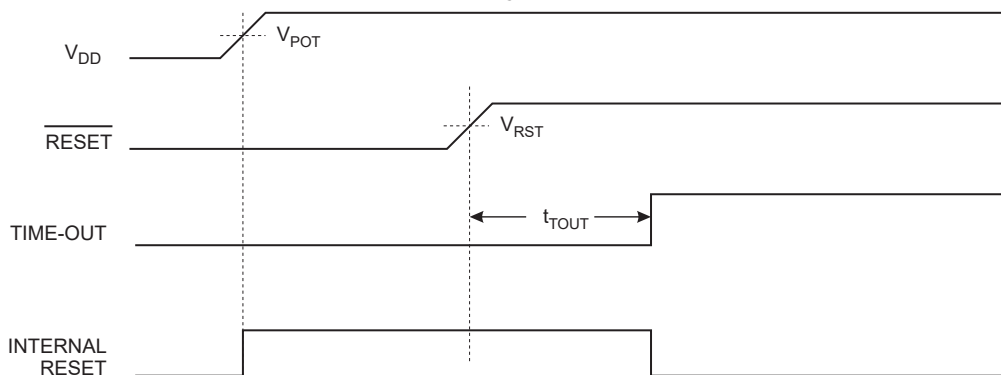 V_DD
V_POT
RESET
V_RST
t_TOUT
TIME-OUT
INTERNAL
RESET